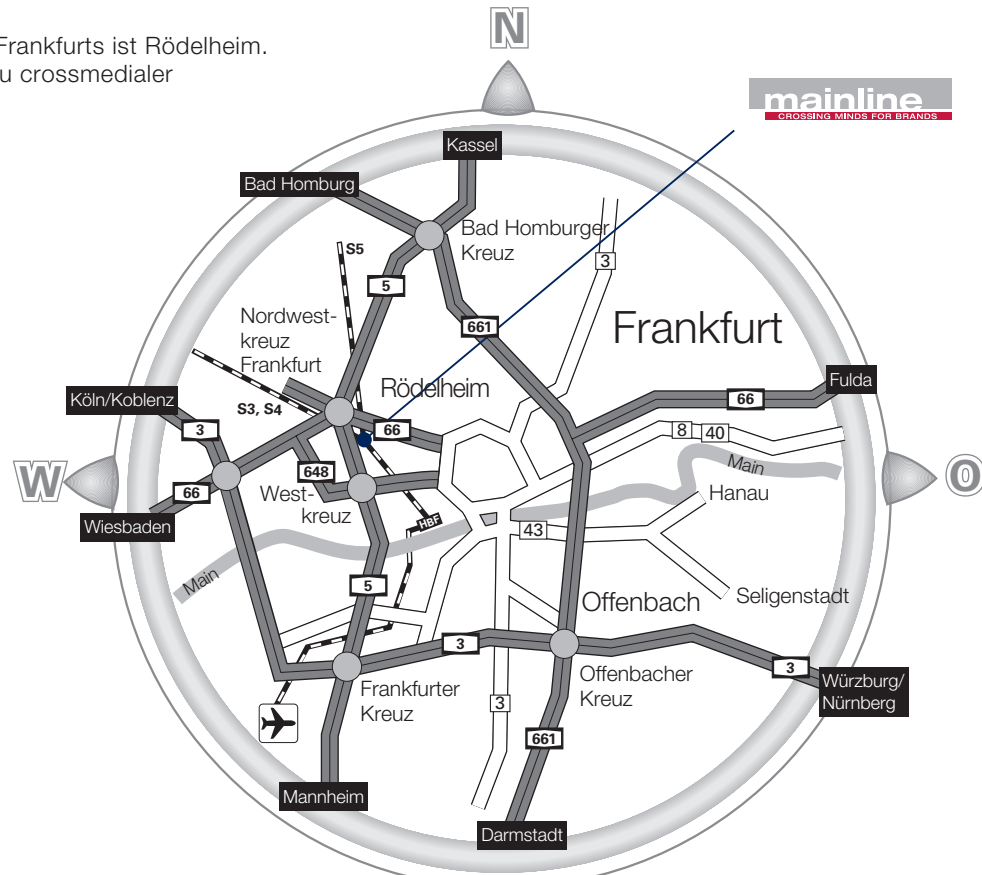 Frankfurts ist Rödelheim.
u crossmedialer
N
mainline
CROSSING MINDS FOR BRANDS
Kassel
Bad Homburg
Bad Homburger
Kreuz
S5
3
5
Nordwest-
kreuz
Frankfurt
661
Frankfurt
Rödelheim
Fulda
Köln/Koblenz
S3, S4
66
3
66
8
40
648
Main
W
66
West-
kreuz
Hanau
O
Wiesbaden
HBF
43
Main
5
Offenbach
Seligenstadt
3
Offenbacher
Kreuz
3
Frankfurter
Kreuz
Würzburg/
Nürnberg
3
661
Mannheim
Darmstadt